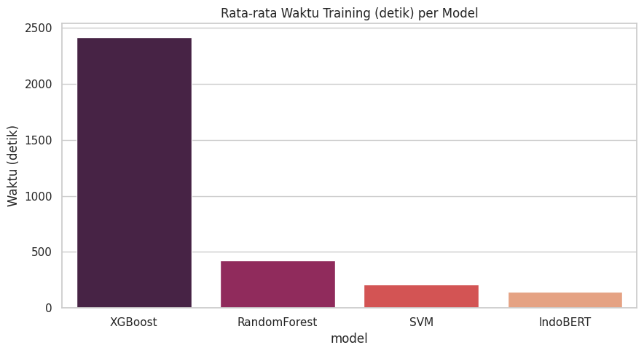 Rata-rata Waktu Training (detik) per Model
2500
2000
1500
1000
500
0
Waktu (detik)
XGBoost RandomForest SVM IndoBERT
model